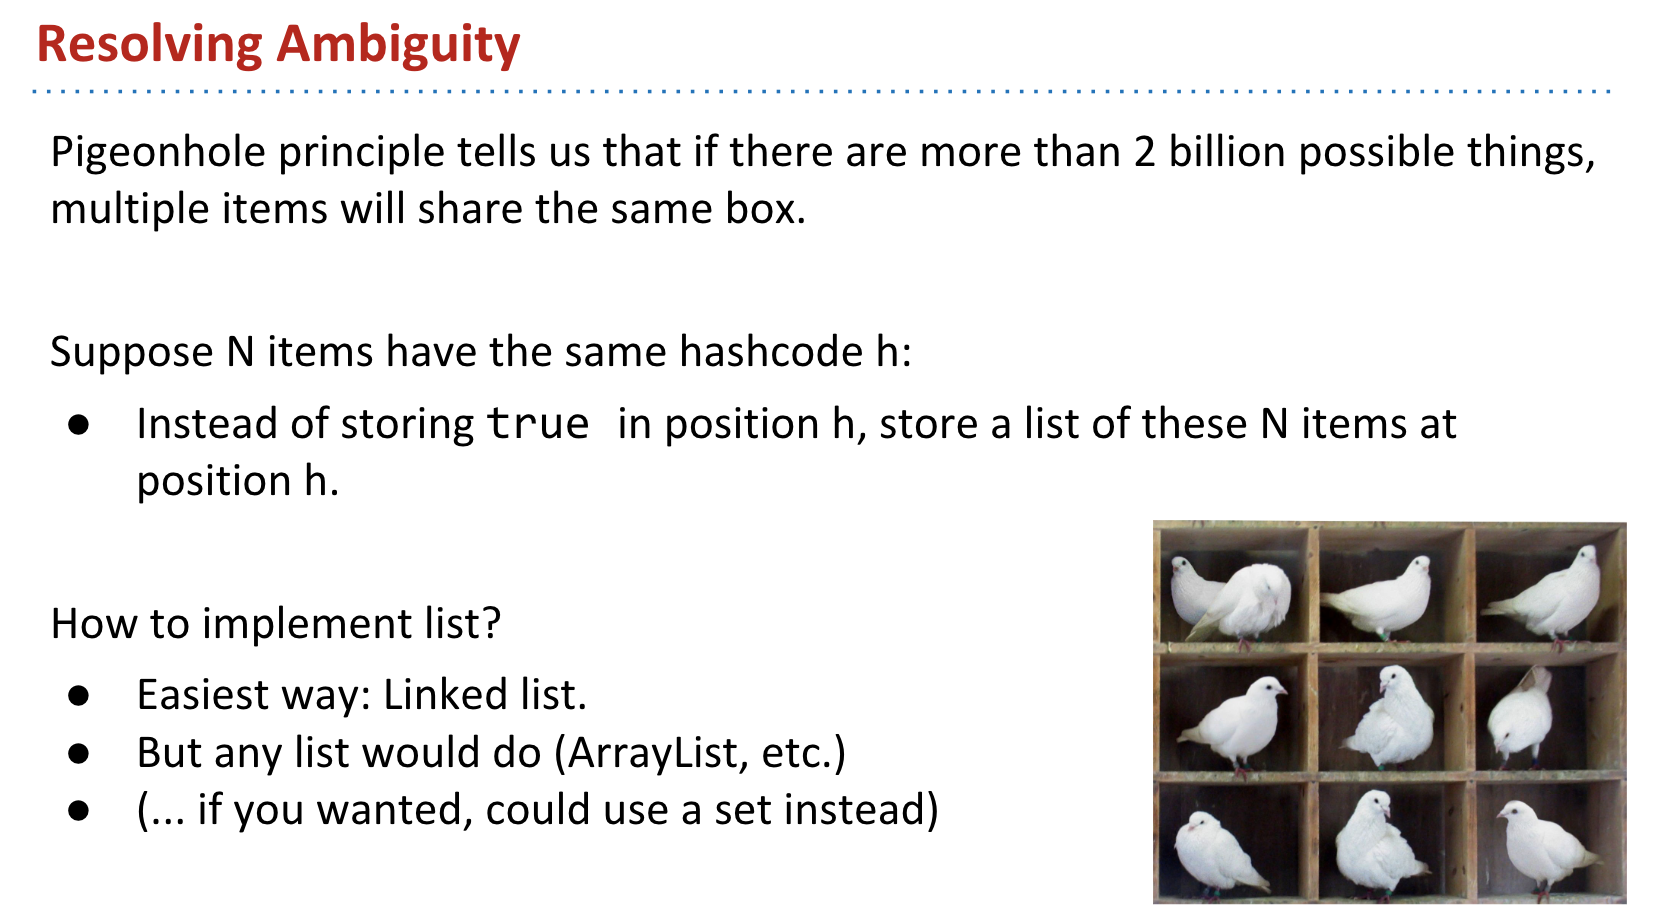 Resolving Ambiguity
Pigeonhole principle tells us that if there are more than 2 billion possible things,
multiple items will share the same box.
Suppose N items have the same hashcode h:
● Instead of storing true in position h, store a list of these N items at
position h.
How to implement list?
● Easiest way: Linked list.
● But any list would do (ArrayList, etc.)
● (... if you wanted, could use a set instead)